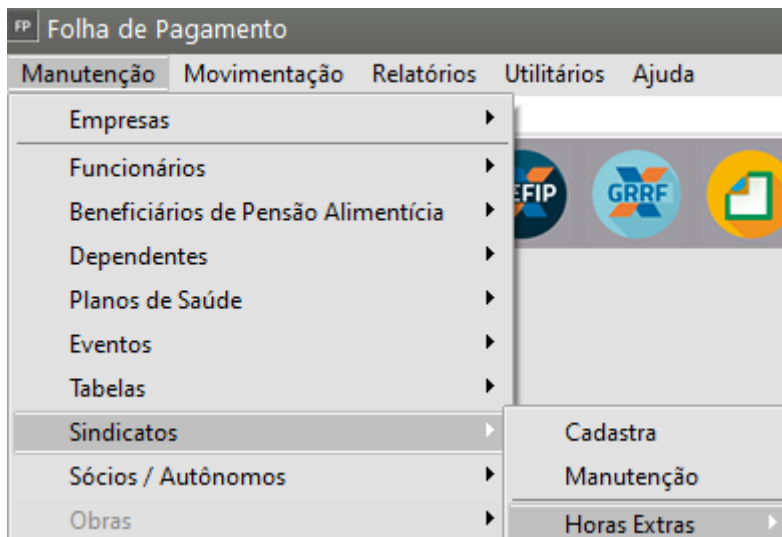 FP Folha de Pagamento
Manutenção Movimentação Relatórios Utilitários Ajuda
Empresas
Funcionários
EFIP GRRF
Beneficiários de Pensão Alimentícia
Dependentes
Planos de Saúde
Eventos
Tabelas
Sindicatos
Cadastra
Sócios / Autônomos
Manutenção
Obras
Horas Extras